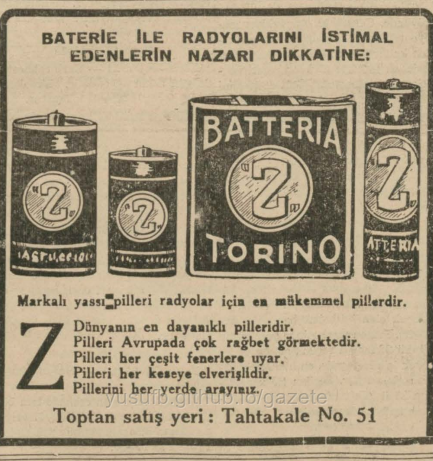 BATERİE İLE RADYOLARINI İSTİMAL
EDENLERİN NAZARI DİKKATİNE:
BATTERIA
"Z"
TORINO
"Z"
"Z"
"Z"
ATTERIA
Markalı yassı pilleri radyolar için en mükemmel pillerdir.
Z
Dünyanın en dayanıklı pilleridir.
Pilleri Avrupada çok rağbet görmektedir.
Pilleri her çeşit fenerlere uyar.
Pilleri her keseye elverişlidir.
Pillerini her yerde arayınız.
yusufb.github.io/gazete
Toptan satış yeri : Tahtakale No. 51